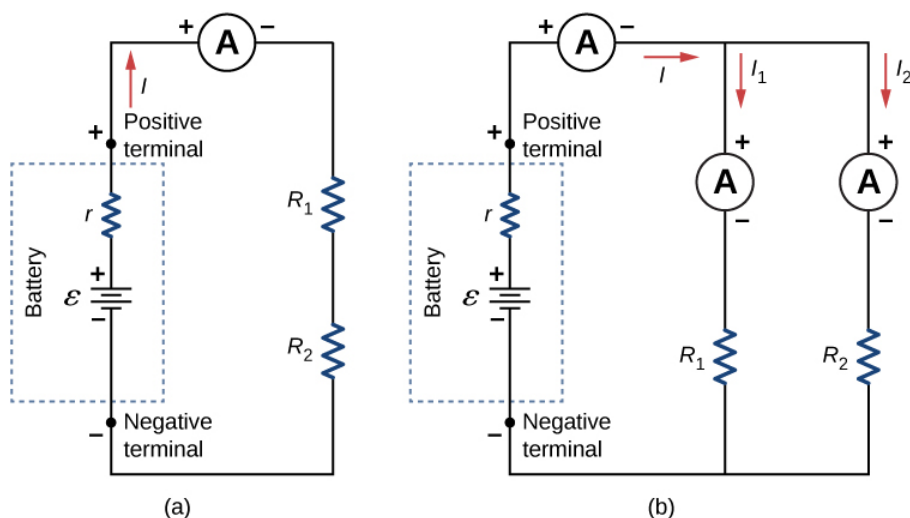 + A −
I
+ Positive
terminal
r
R1
Battery
+
ε
−
R2
Negative
− terminal
(a)
+ A −
I
I1
I2
+ Positive
terminal
+
+
A
A
r
−
−
Battery
+
ε
−
R1
R2
Negative
− terminal
(b)